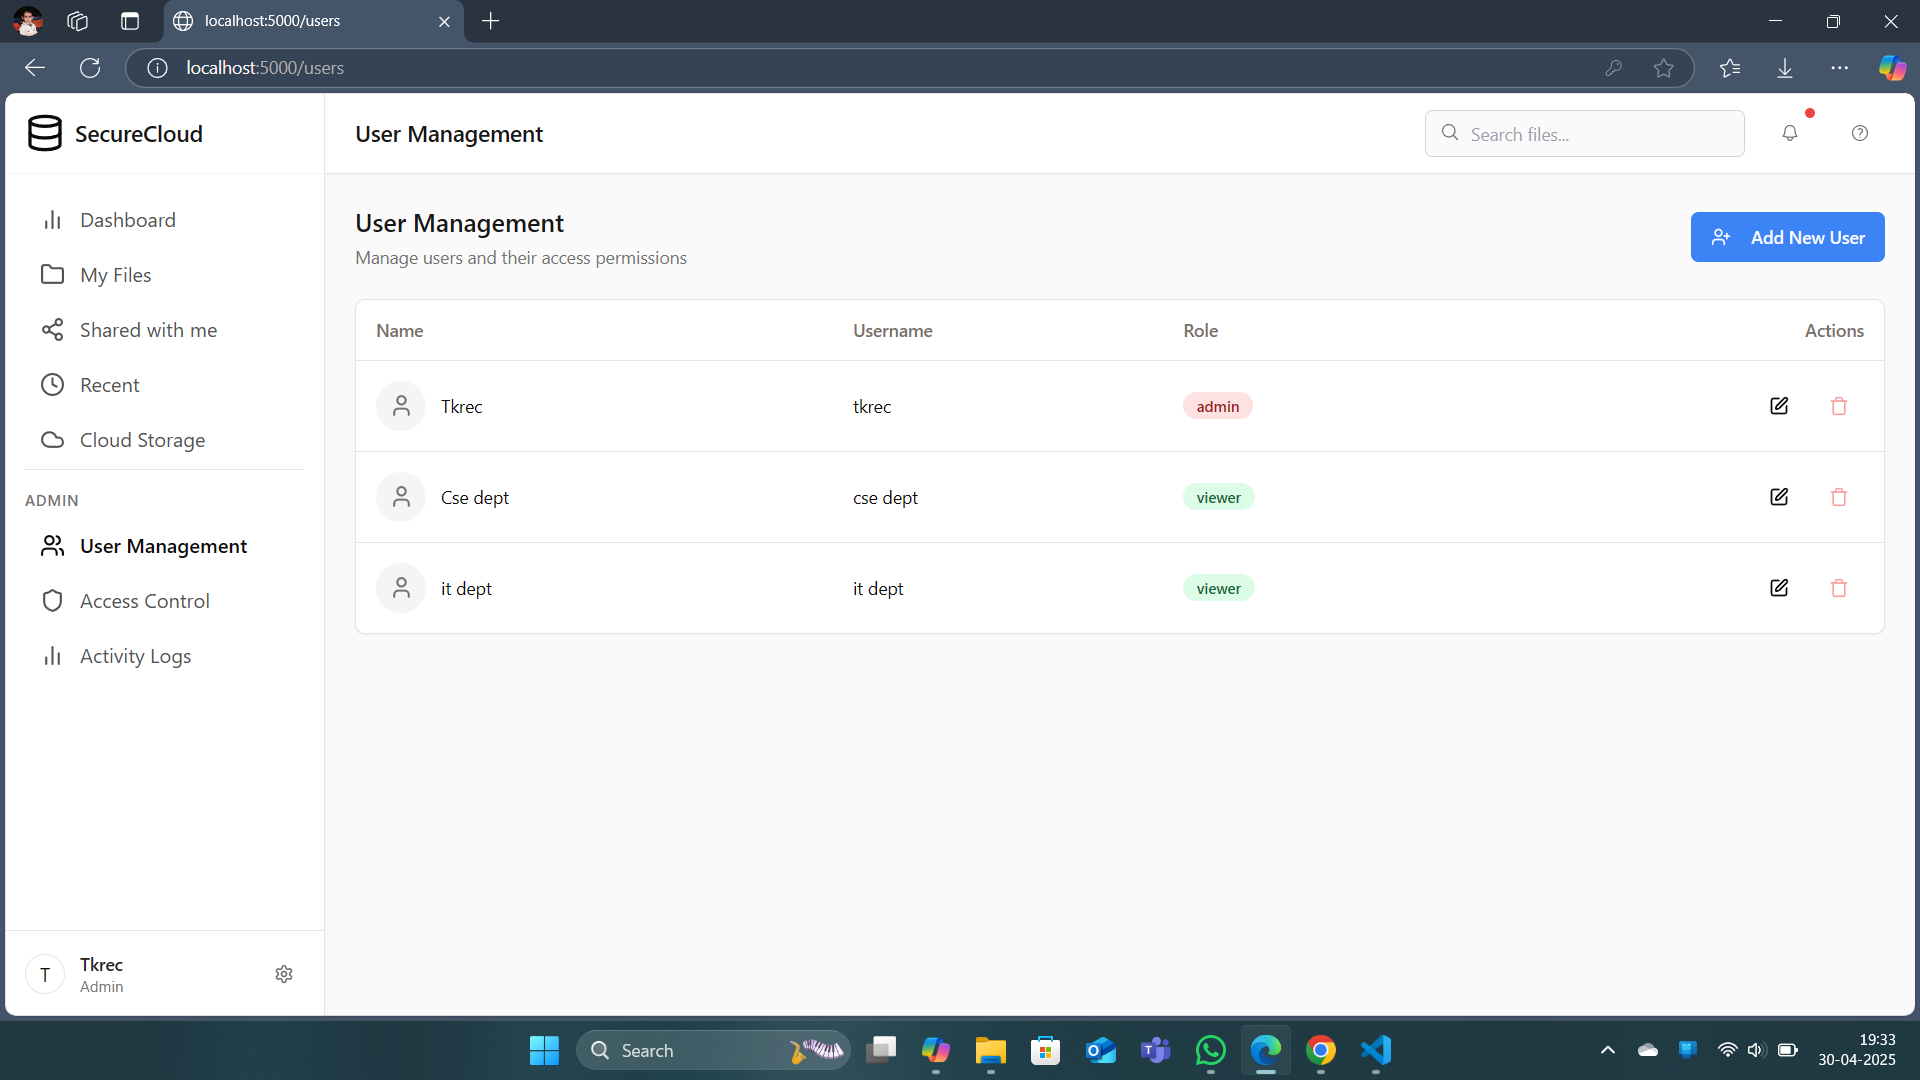 localhost:5000/users
localhost:5000/users
SecureCloud
User Management
Search files...
Dashboard
My Files
Shared with me
Recent
Cloud Storage
ADMIN
User Management
Access Control
Activity Logs
T
Tkrec
Admin
User Management
Manage users and their access permissions
Add New User
Name Username Role Actions
Tkrec tkrec admin
Cse dept cse dept viewer
it dept it dept viewer
Search
19:33
30-04-2025